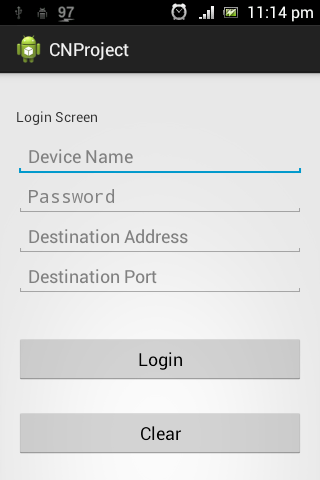 97
11:14 pm
CNProject
Login Screen
Device Name
Password
Destination Address
Destination Port
Login
Clear